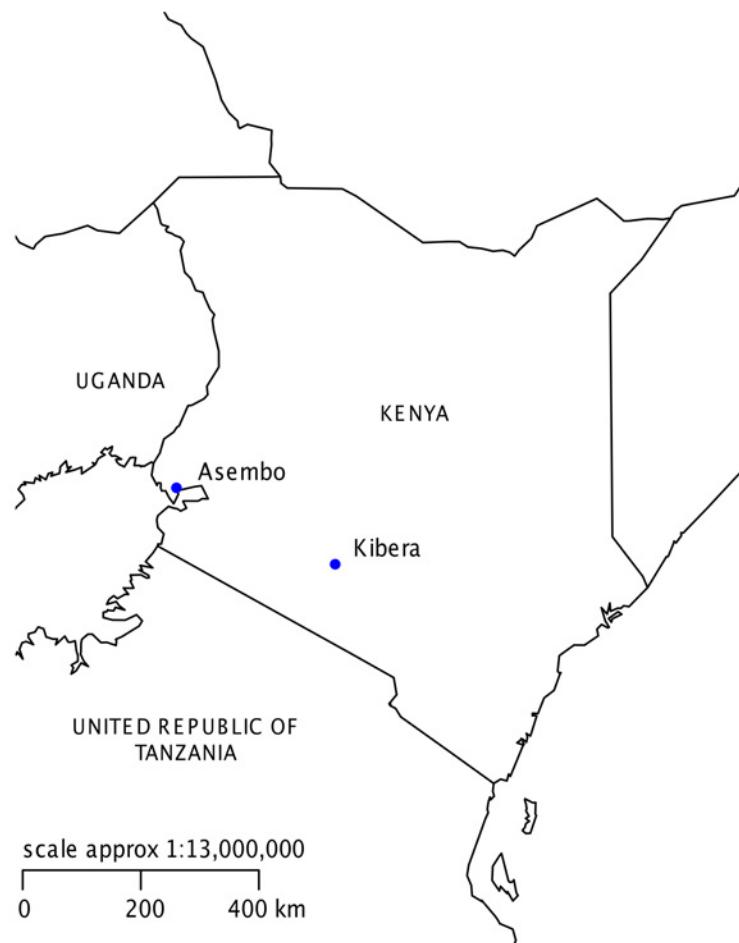 UGANDA
KENYA
Asembo
Kibera
UNITED REPUBLIC OF
TANZANIA
scale approx 1:13,000,000
0 200 400 km